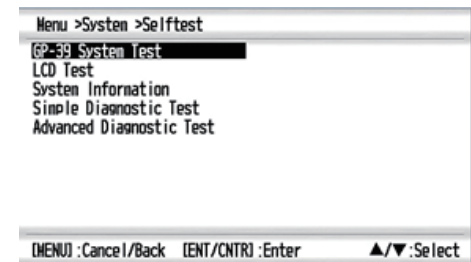 Menu >System >Selftest
GP-39 System Test
LCD Test
System Information
Simple Diagnostic Test
Advanced Diagnostic Test
[MENU] :Cancel/Back [ENT/CNTR] :Enter ▲/▼ :Select